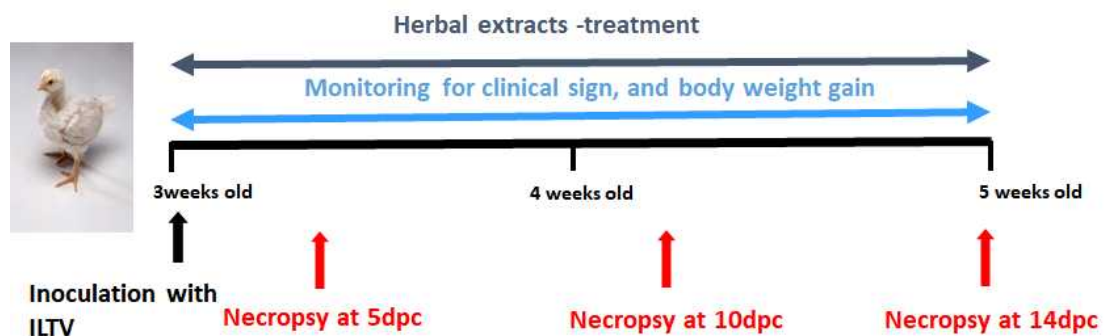 Herbal extracts -treatment
Monitoring for clinical sign, and body weight gain
3weeks old
4 weeks old
5 weeks old
Inoculation with
ILTV
Necropsy at 5dpc
Necropsy at 10dpc
Necropsy at 14dpc